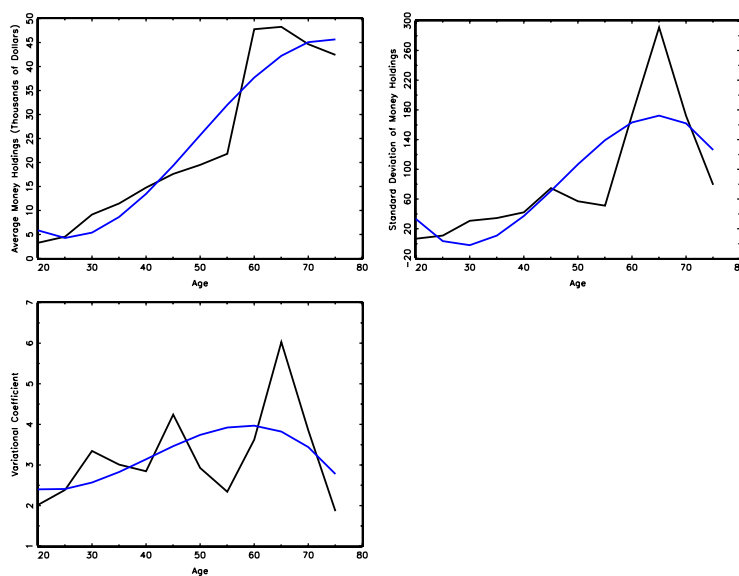 Average Money Holdings (Thousands of Dollars)
0 5 10 15 20 25 30 35 40 45 50
20 30 40 50 60 70 80
Age
Standard Deviation of Money Holdings
-20 20 60 100 140 180 220 260 300
20 30 40 50 60 70 8
Age
Variational Coefficient
1 2 3 4 5 6 7
20 30 40 50 60 70 80
Age